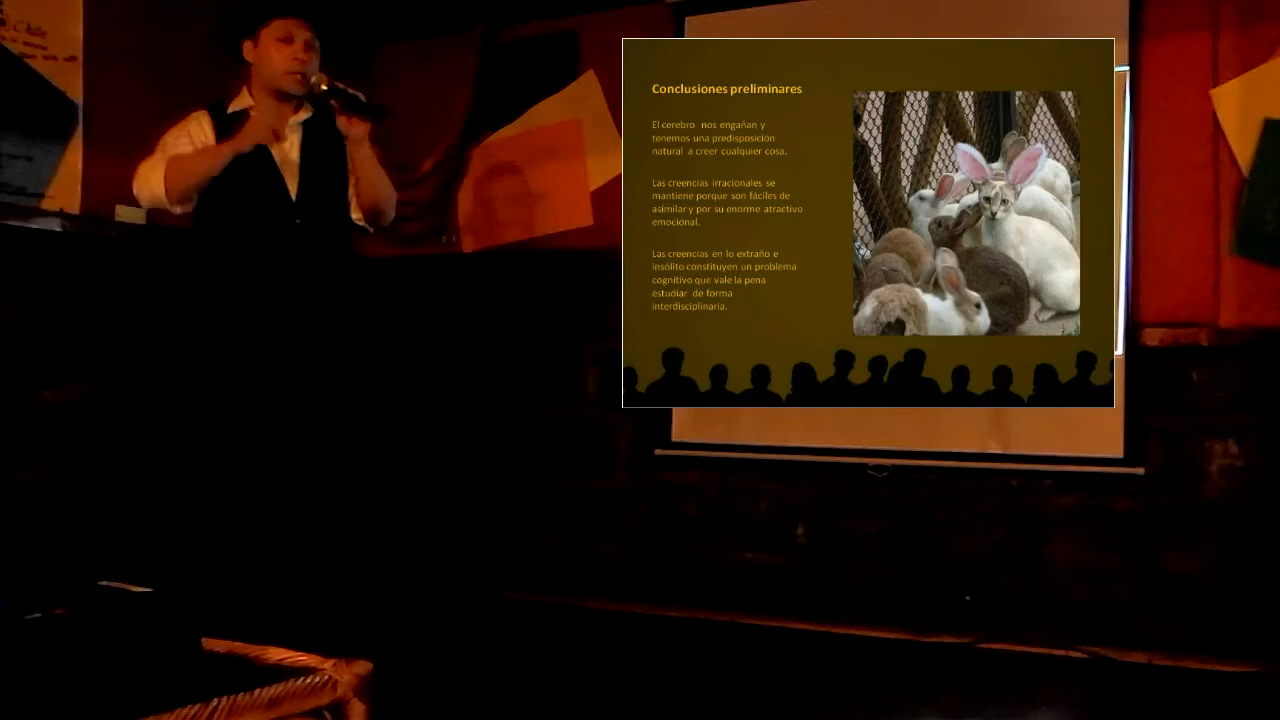 Chile
Conclusiones preliminares
El cerebro nos engañan y
tenemos una predisposición
natural a creer cualquier cosa.
Las creencias irracionales se
mantiene porque son fáciles de
asimilar y por su enorme atractivo
emocional.
Las creencias en lo extraño e
insólito constituyen un problema
cognitivo que vale la pena
estudiar de forma
interdisciplinaria.